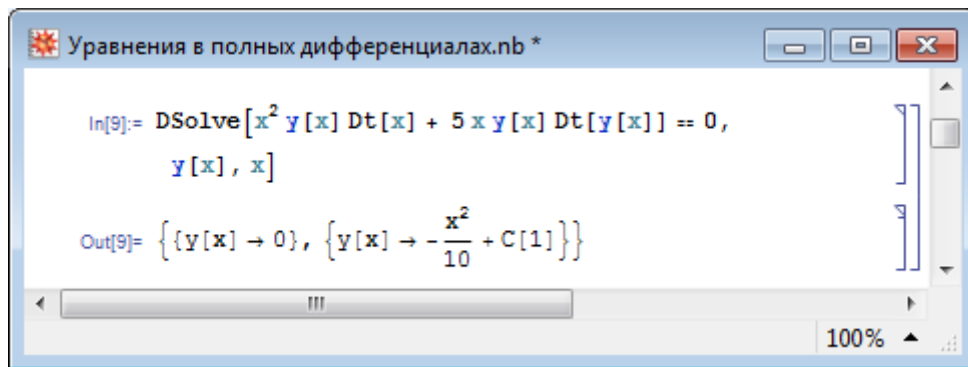 Уравнения в полных дифференциалах.nb *
In[9]:= DSolve[x² y[x] Dt[x] + 5 x y[x] Dt[y[x]] == 0,
y[x], x]
Out[9]= {{y[x] → 0}, {y[x] → -x²/10 + C[1]}}
100%